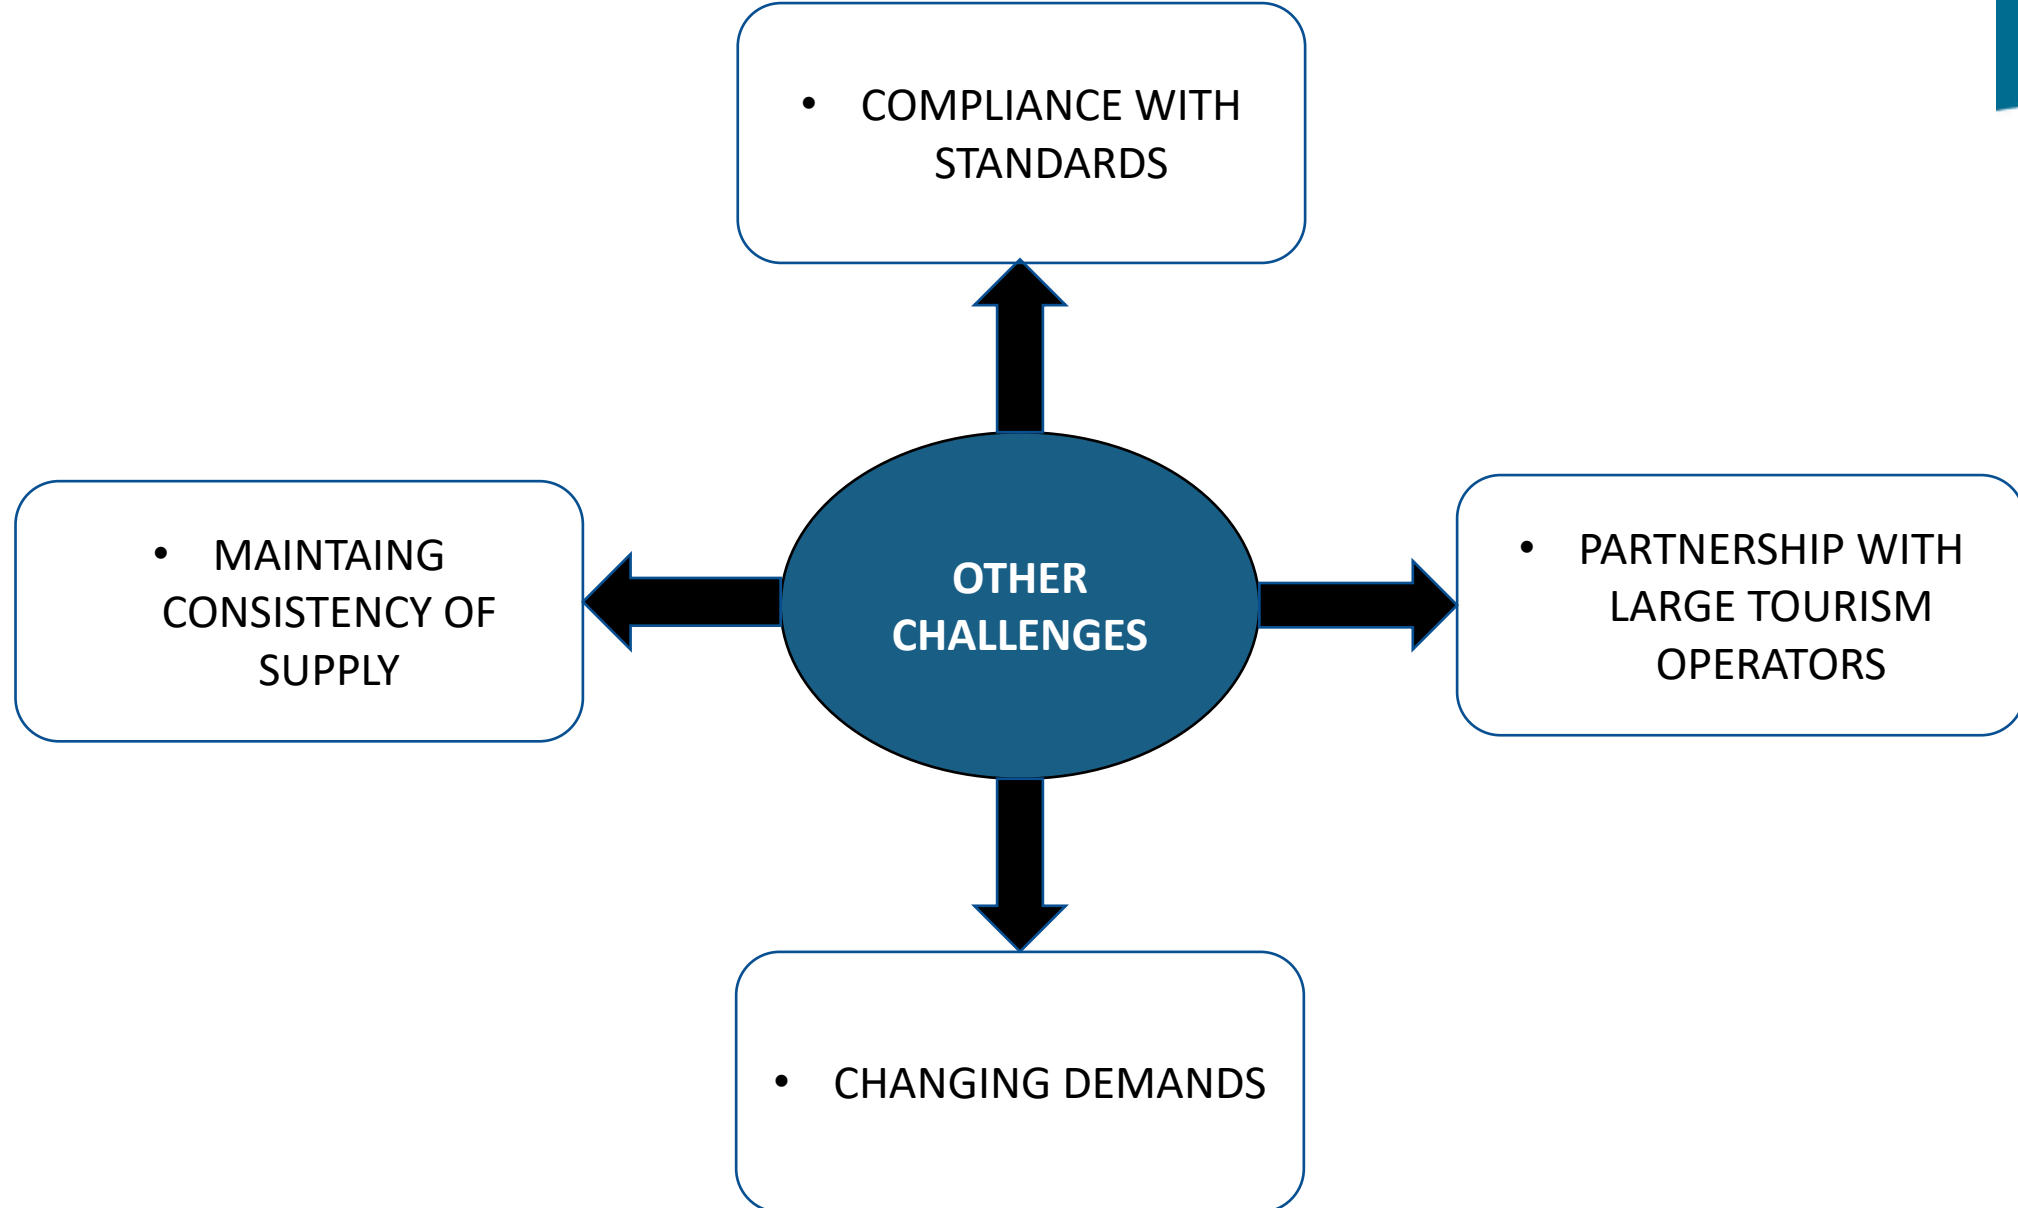 • COMPLIANCE WITH
STANDARDS
• MAINTAING
CONSISTENCY OF
SUPPLY
OTHER
CHALLENGES
• PARTNERSHIP WITH
LARGE TOURISM
OPERATORS
• CHANGING DEMANDS